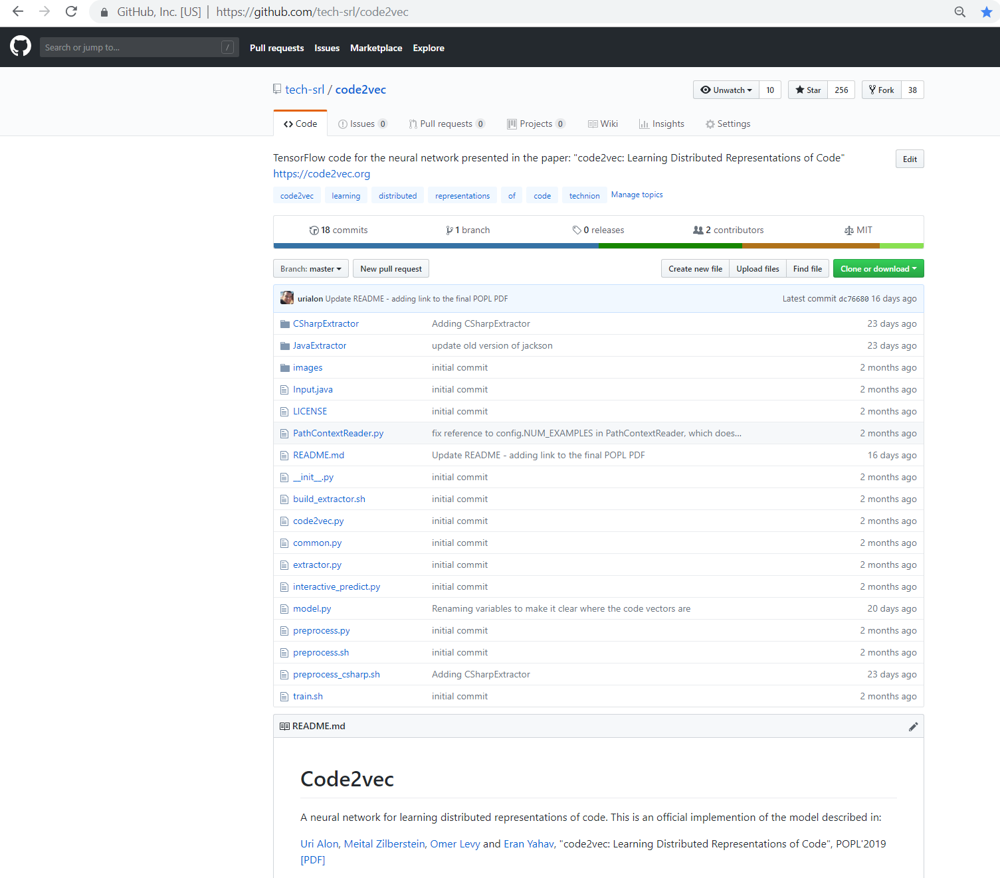 GitHub, Inc. [US] | https://github.com/tech-srl/code2vec
Search or jump to... / Pull requests Issues Marketplace Explore
tech-srl / code2vec Unwatch 10 Star 256 Fork 38
Code Issues 0 Pull requests 0 Projects 0 Wiki Insights Settings
TensorFlow code for the neural network presented in the paper: "code2vec: Learning Distributed Representations of Code" Edit
https://code2vec.org
code2vec learning distributed representations of code technion Manage topics
18 commits 1 branch 0 releases 2 contributors MIT
Branch: master New pull request Create new file Upload files Find file Clone or download
urialon Update README - adding link to the final POPL PDF Latest commit dc76680 16 days ago
CSharpExtractor Adding CSharpExtractor 23 days ago
JavaExtractor update old version of jackson 23 days ago
images initial commit 2 months ago
Input.java initial commit 2 months ago
LICENSE initial commit 2 months ago
PathContextReader.py fix reference to config.NUM_EXAMPLES in PathContextReader, which does... 2 months ago
README.md Update README - adding link to the final POPL PDF 16 days ago
__init__.py initial commit 2 months ago
build_extractor.sh initial commit 2 months ago
code2vec.py initial commit 2 months ago
common.py initial commit 2 months ago
extractor.py initial commit 2 months ago
interactive_predict.py initial commit 2 months ago
model.py Renaming variables to make it clear where the code vectors are 20 days ago
preprocess.py initial commit 2 months ago
preprocess.sh initial commit 2 months ago
preprocess_csharp.sh Adding CSharpExtractor 23 days ago
train.sh initial commit 2 months ago
README.md
Code2vec
A neural network for learning distributed representations of code. This is an official implemention of the model described in:
Uri Alon, Meital Zilberstein, Omer Levy and Eran Yahav, "code2vec: Learning Distributed Representations of Code", POPL'2019
[PDF]